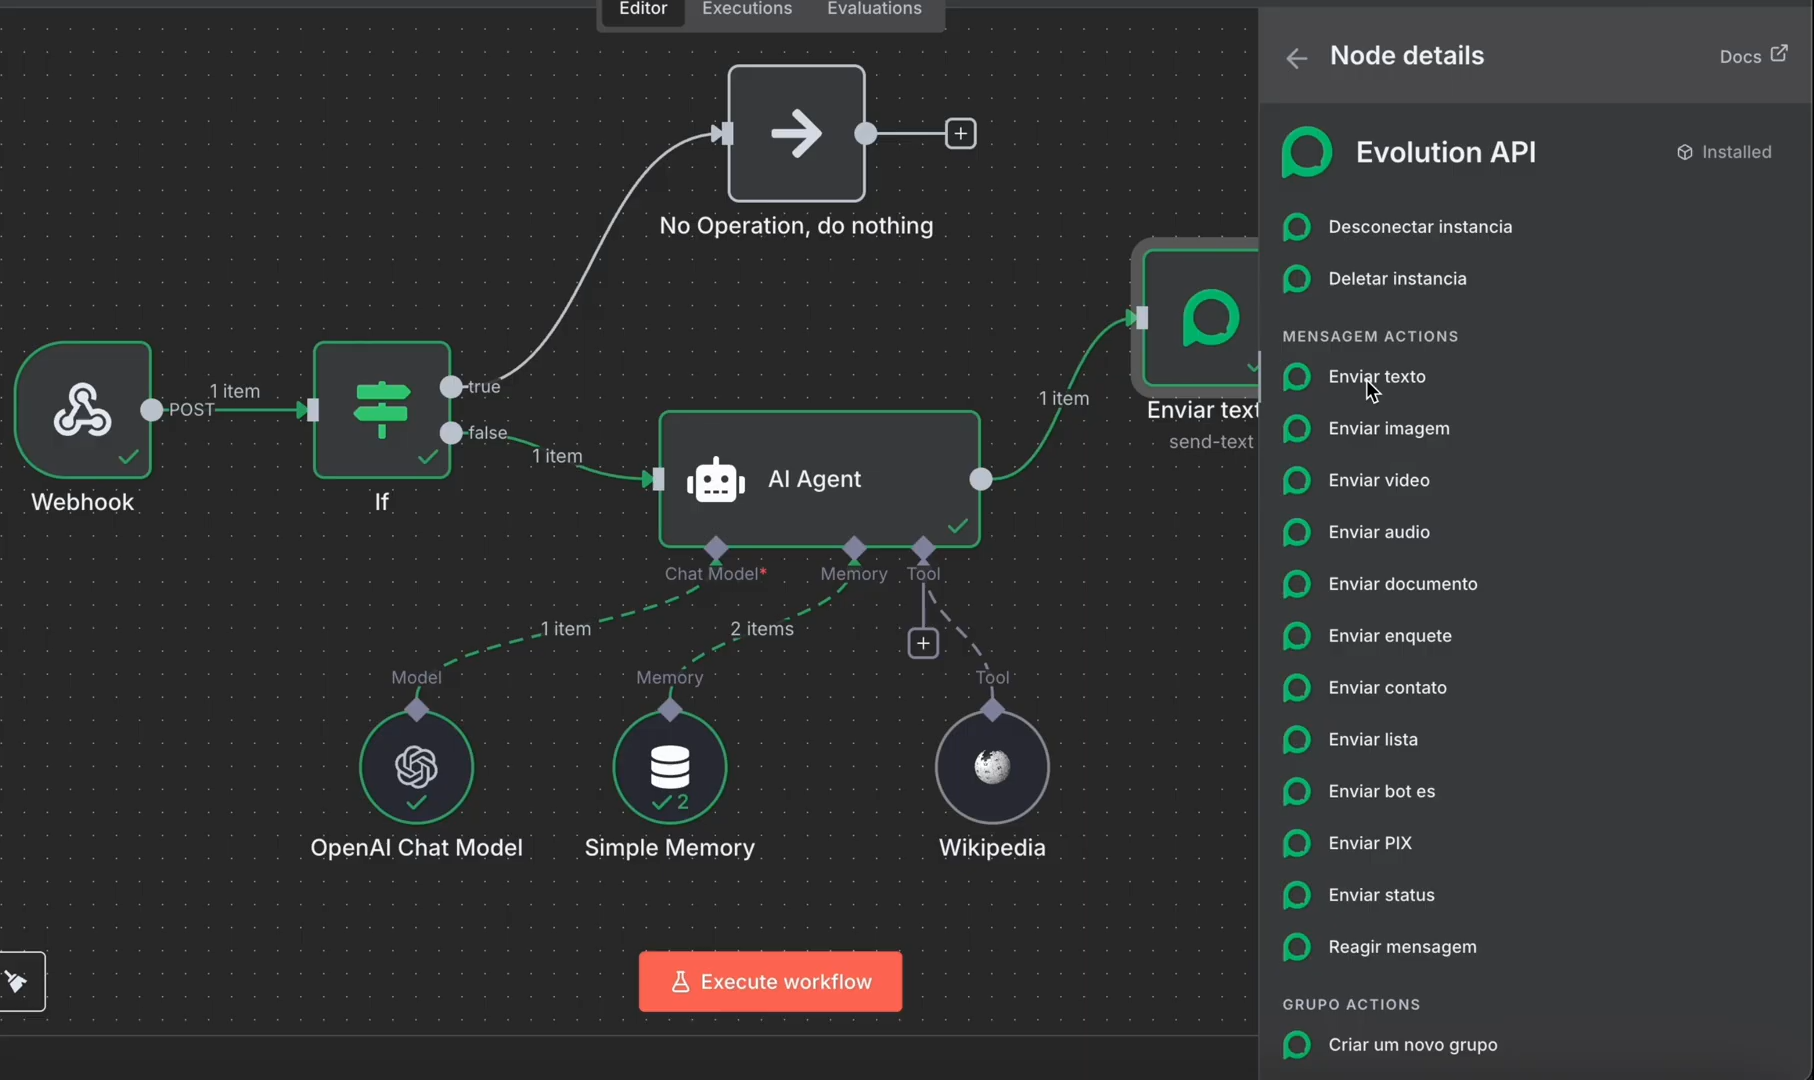 Editor
Executions
Evaluations
Node details
Docs
Evolution API
Installed
Desconectar instancia
Deletar instancia
MENSAGEM ACTIONS
Enviar texto
Enviar imagem
Enviar video
Enviar audio
Enviar documento
Enviar enquete
Enviar contato
Enviar lista
Enviar bot es
Enviar PIX
Enviar status
Reagir mensagem
GRUPO ACTIONS
Criar um novo grupo
No Operation, do nothing
1 item
POST
Webhook
true
false
If
1 item
AI Agent
1 item
Enviar text
send-text
Chat Model*
Memory
Tool
1 item
2 items
Model
Memory
Tool
2
OpenAI Chat Model
Simple Memory
Wikipedia
Execute workflow